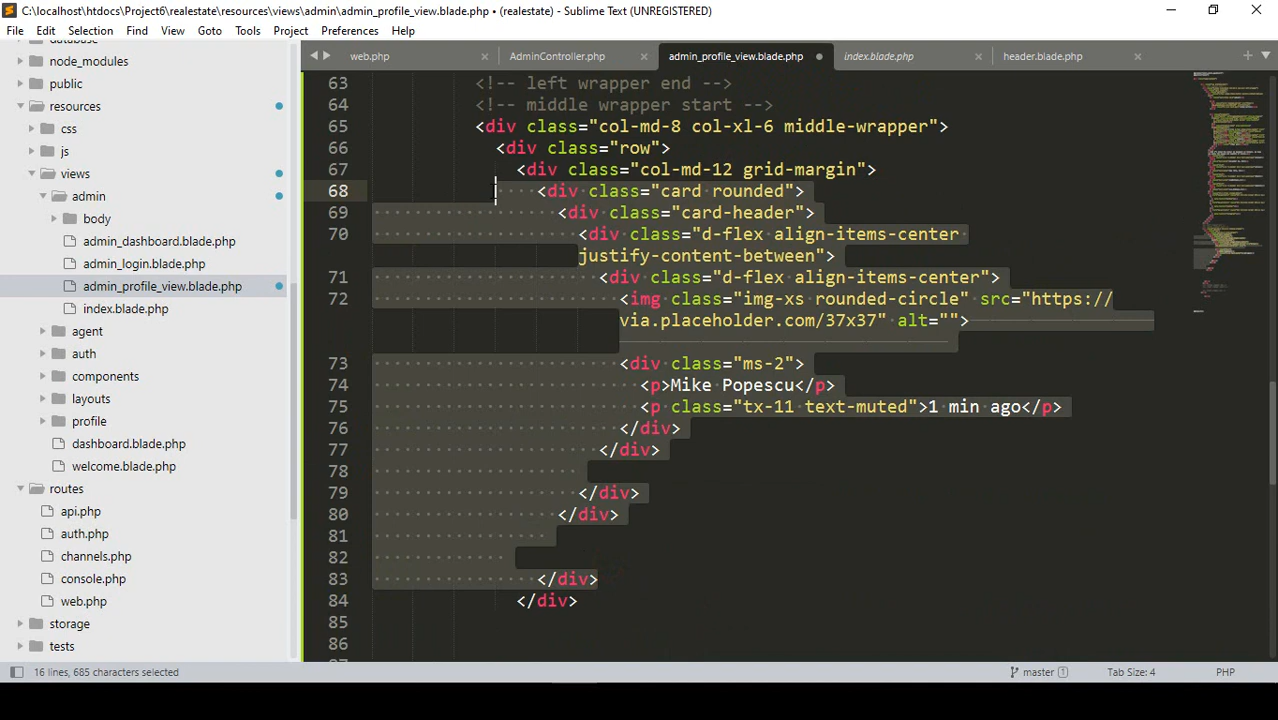 C:\localhost\htdocs\Project6\realestate\resources\views\admin\admin_profile_view.blade.php • (realestate) - Sublime Text (UNREGISTERED)
File Edit Selection Find View Goto Tools Project Preferences Help
web.php AdminController.php admin_profile_view.blade.php index.blade.php header.blade.php
node_modules
public
resources
css
js
views
admin
body
admin_dashboard.blade.php
admin_login.blade.php
admin_profile_view.blade.php
index.blade.php
agent
auth
components
layouts
profile
dashboard.blade.php
welcome.blade.php
routes
api.php
auth.php
channels.php
console.php
web.php
storage
tests
63 <!-- left wrapper end -->
64 <!-- middle wrapper start -->
65 <div class="col-md-8 col-xl-6 middle-wrapper">
66 <div class="row">
67 <div class="col-md-12 grid-margin">
68 <div class="card rounded">
69 <div class="card-header">
70 <div class="d-flex align-items-center
justify-content-between">
71 <div class="d-flex align-items-center">
72 <img class="img-xs rounded-circle" src="https://
via.placeholder.com/37x37" alt="">
73 <div class="ms-2">
74 <p>Mike Popescu</p>
75 <p class="tx-11 text-muted">1 min ago</p>
76 </div>
77 </div>
78
79 </div>
80 </div>
81
82
83 </div>
84 </div>
85
86
16 lines, 685 characters selected master 1 Tab Size: 4 PHP